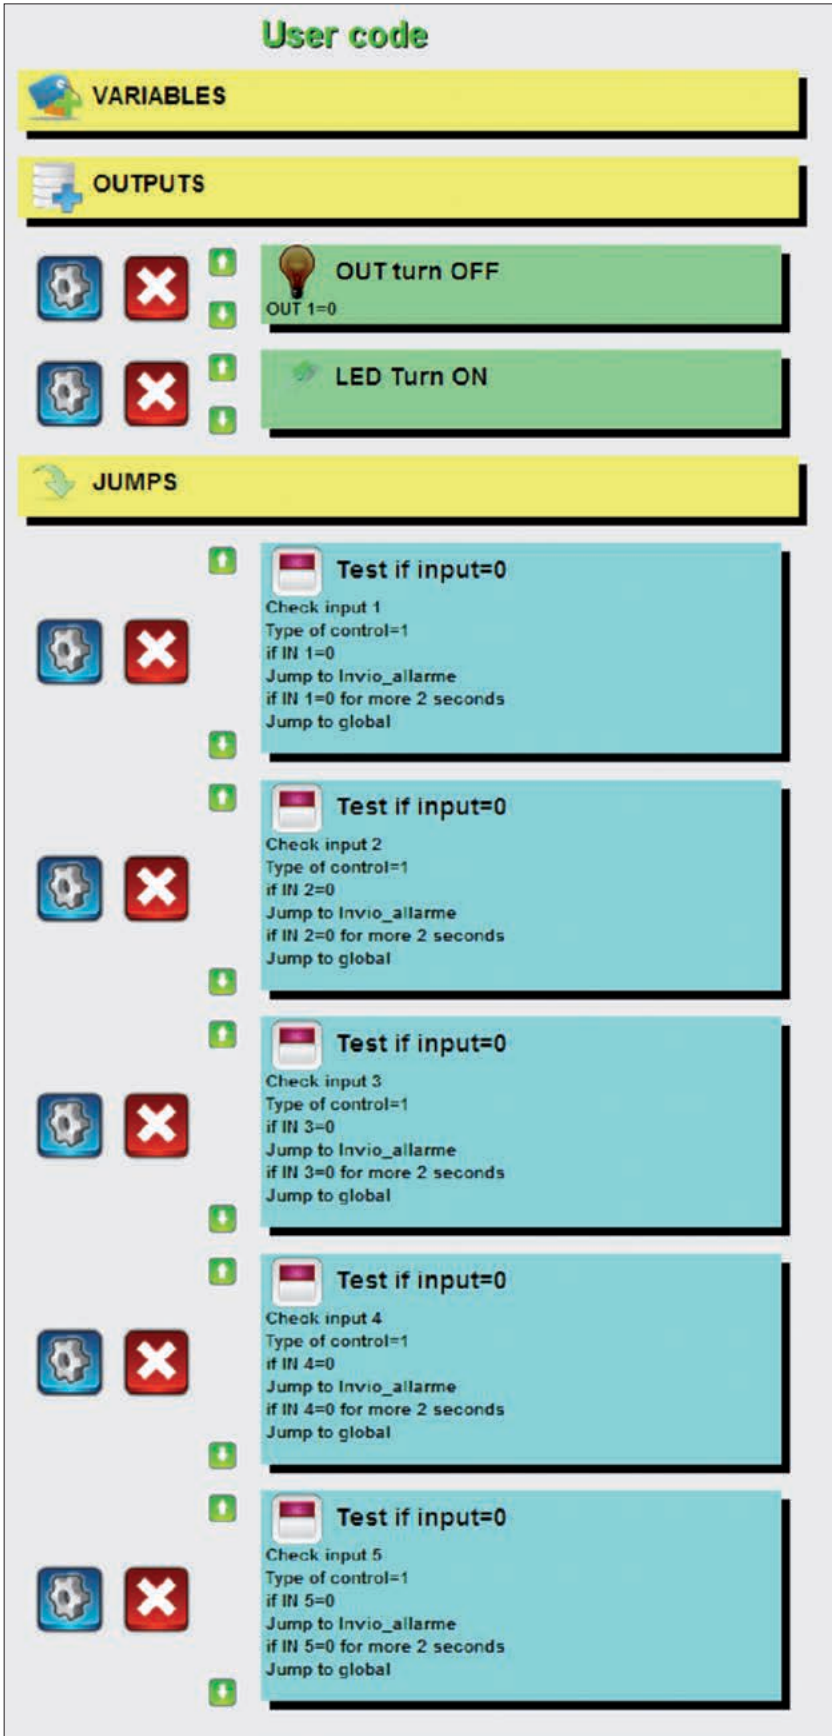 User code
VARIABLES
OUTPUTS
OUT turn OFF
OUT 1=0
LED Turn ON
JUMPS
Test if input=0
Check input 1
Type of control=1
if IN 1=0
Jump to Invio_allarme
if IN 1=0 for more 2 seconds
Jump to global
Test if input=0
Check input 2
Type of control=1
if IN 2=0
Jump to Invio_allarme
if IN 2=0 for more 2 seconds
Jump to global
Test if input=0
Check input 3
Type of control=1
if IN 3=0
Jump to Invio_allarme
if IN 3=0 for more 2 seconds
Jump to global
Test if input=0
Check input 4
Type of control=1
if IN 4=0
Jump to Invio_allarme
if IN 4=0 for more 2 seconds
Jump to global
Test if input=0
Check input 5
Type of control=1
if IN 5=0
Jump to Invio_allarme
if IN 5=0 for more 2 seconds
Jump to global